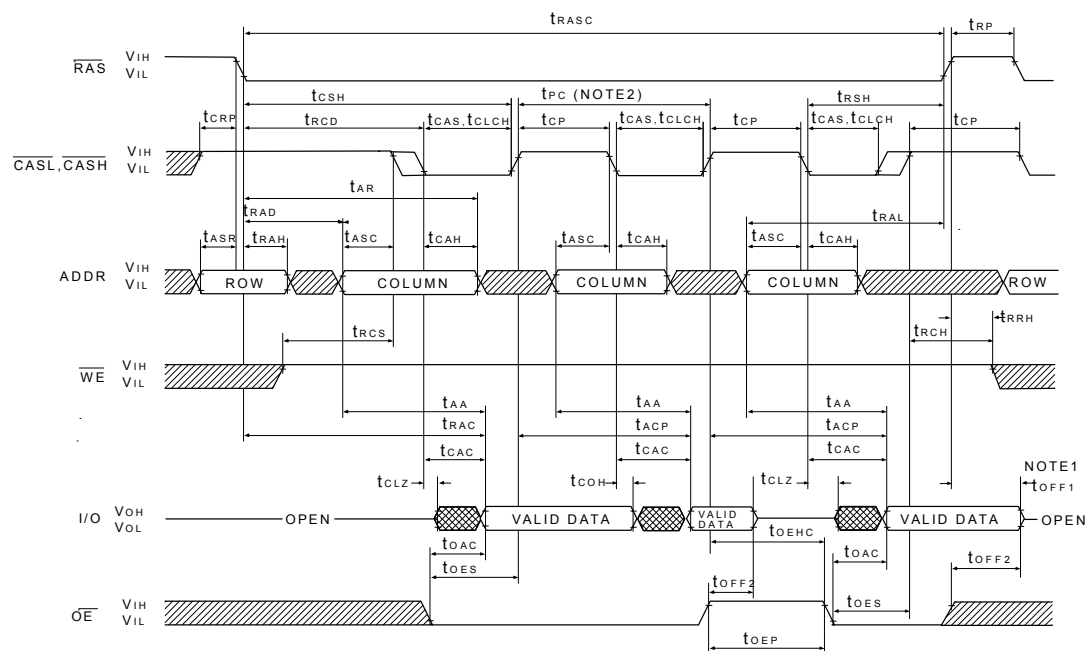 tRASC tRP
RAS VIH
VIL
tCSH tPC (NOTE2) tRSH
tCRP tRCD tCAS,tCLCH tCP tCAS,tCLCH tCP tCAS,tCLCH tCP
CASL,CASH VIH
VIL
tAR
tRAD tRAL
tASR tRAH tASC tCAH tASC tCAH tASC tCAH
ADDR VIH
VIL
ROW COLUMN COLUMN COLUMN ROW
tRCS tRCH tRRH
WE VIH
VIL
tAA tAA tAA
tRAC tACP tACP
tCAC tCAC tCAC
NOTE1
tCLZ tCOH tCLZ tOFF1
I/O VOH
VOL
OPEN VALID DATA VALID DATA VALID DATA OPEN
tOAC tOEHC tOAC
tOES tOFF2 tOES tOFF2
OE VIH
VIL
tOEP